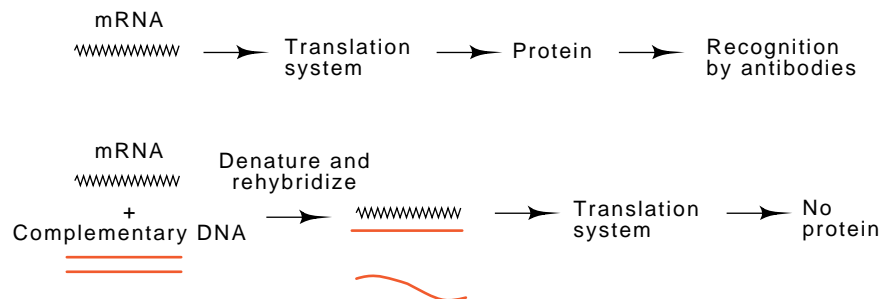 mRNA
Translation
system
Protein
Recognition
by antibodies
mRNA
+
Complementary DNA
Denature and
rehybridize
Translation
system
No
protein